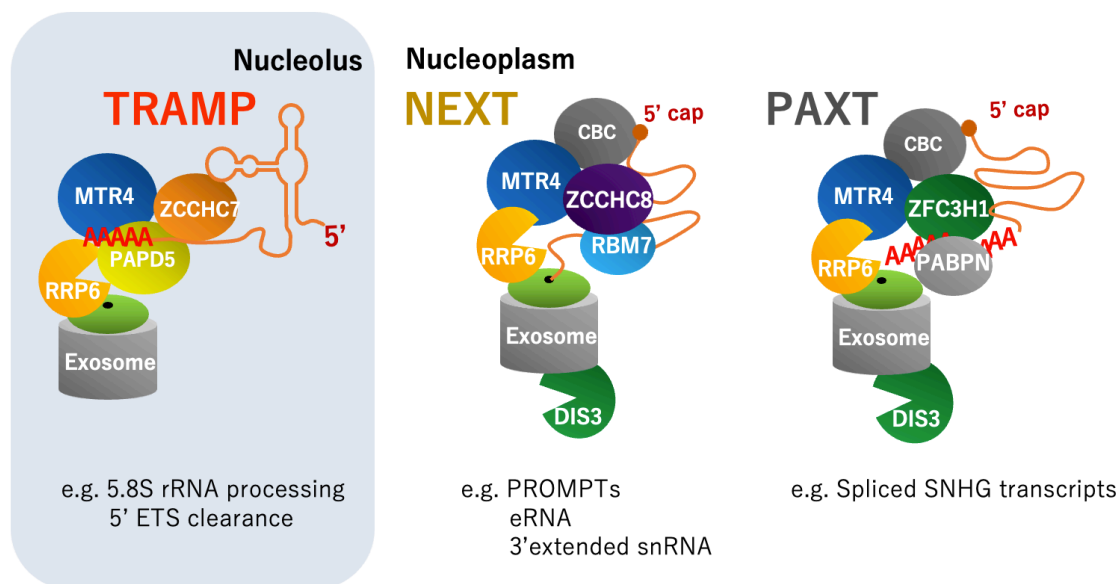 Nucleolus
TRAMP
MTR4
ZCCHC7
AAAAA
PAPD5
5’
RRP6
Exosome
e.g. 5.8S rRNA processing
5’ ETS clearance
Nucleoplasm
NEXT
CBC
5’ cap
MTR4
ZCCHC8
RBM7
RRP6
Exosome
DIS3
e.g. PROMPTs
eRNA
3’extended snRNA
PAXT
CBC
5’ cap
MTR4
ZFC3H1
AAAAA
AAA
PABPN
RRP6
Exosome
DIS3
e.g. Spliced SNHG transcripts